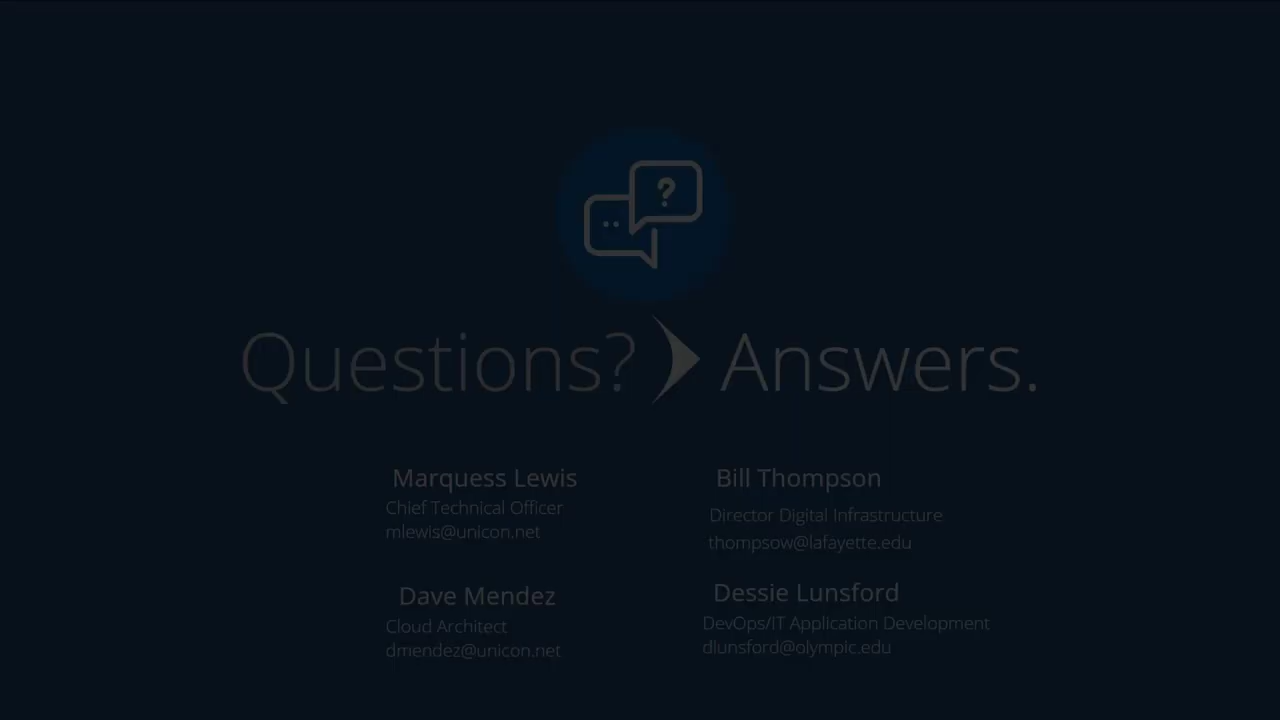 ?
Questions? Answers.
Marquess Lewis
Chief Technical Officer
mlewis@unicon.net
Bill Thompson
Director Digital Infrastructure
thompsow@lafayette.edu
Dave Mendez
Cloud Architect
dmendez@unicon.net
Dessie Lunsford
DevOps/IT Application Development
dlunsford@olympic.edu